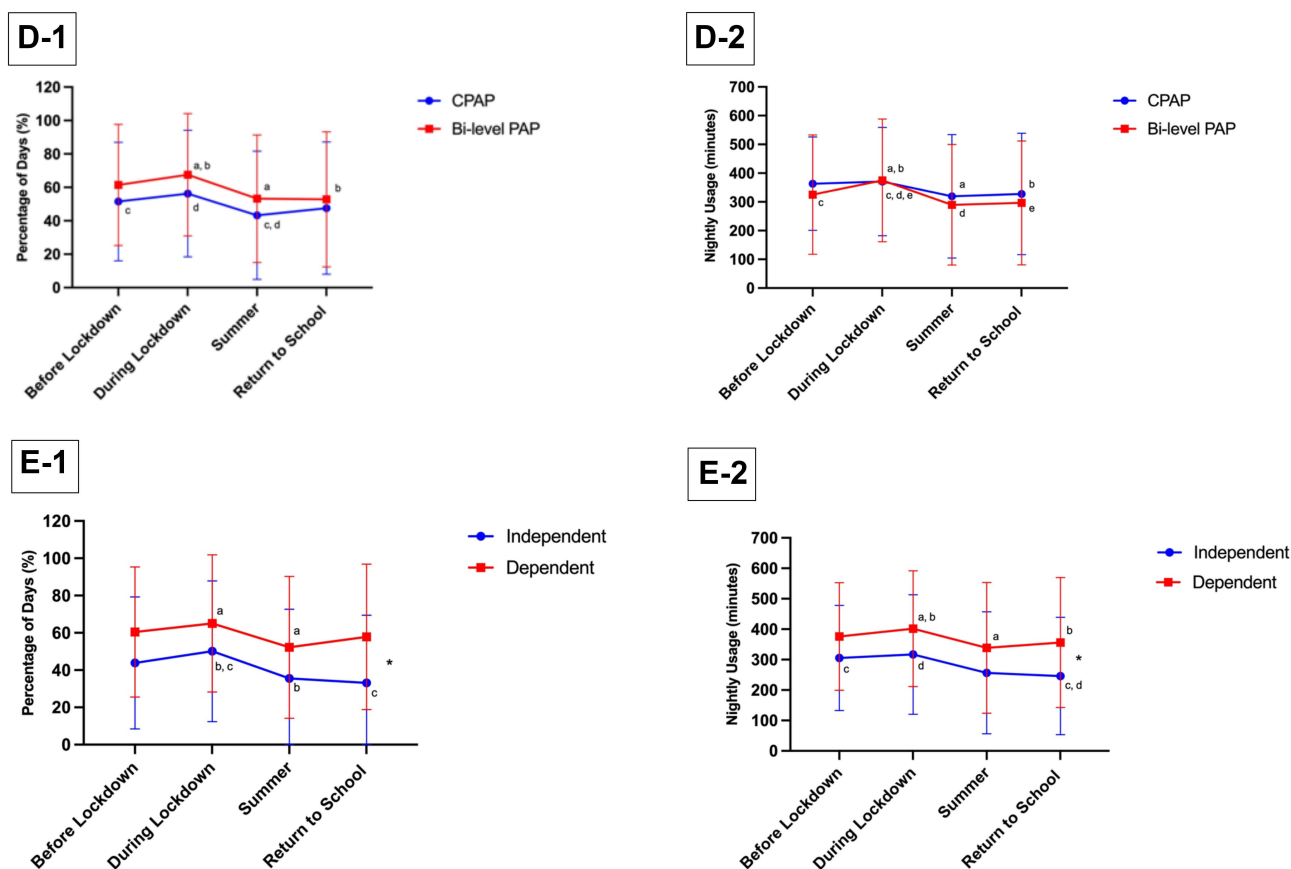 D-1
Percentage of Days (%)
120
100
80
60
40
20
0
a, b
a
b
c
d
c, d
Before Lockdown
During Lockdown
Summer
Return to School
CPAP
Bi-level PAP
D-2
Nightly Usage (minutes)
700
600
500
400
300
200
100
0
a, b
a
b
c
c, d, e
d
e
Before Lockdown
During Lockdown
Summer
Return to School
CPAP
Bi-level PAP
E-1
Percentage of Days (%)
120
100
80
60
40
20
0
a
a
b, c
b
c
*
Before Lockdown
During Lockdown
Summer
Return to School
Independent
Dependent
E-2
Nightly Usage (minutes)
700
600
500
400
300
200
100
0
a, b
a
b
c
d
c, d
*
Before Lockdown
During Lockdown
Summer
Return to School
Independent
Dependent